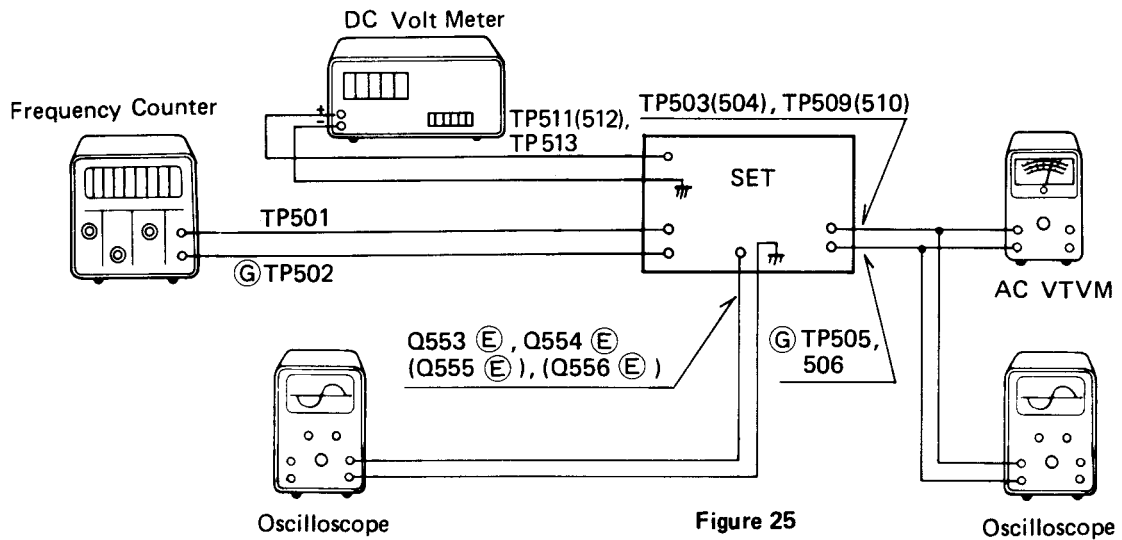 DC Volt Meter
Frequency Counter
+
-
TP511(512),
TP513
TP503(504), TP509(510)
SET
TP501
Ⓖ TP502
AC VTVM
Q553 Ⓔ, Q554 Ⓔ
(Q555 Ⓔ), (Q556 Ⓔ)
Ⓖ TP505,
506
Oscilloscope
Figure 25
Oscilloscope